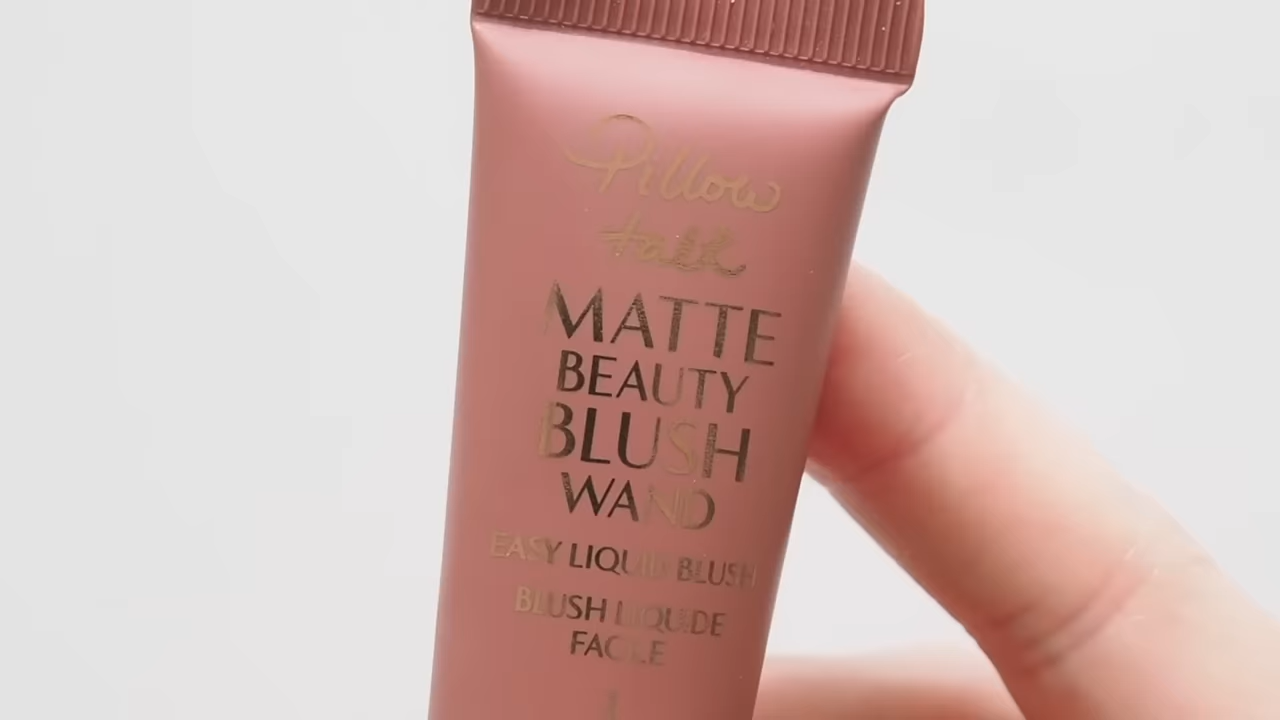 Pillow
talk
MATTE
BEAUTY
BLUSH
WAND
EASY LIQUID BLUSH
BLUSH LIQUIDE
FACILE